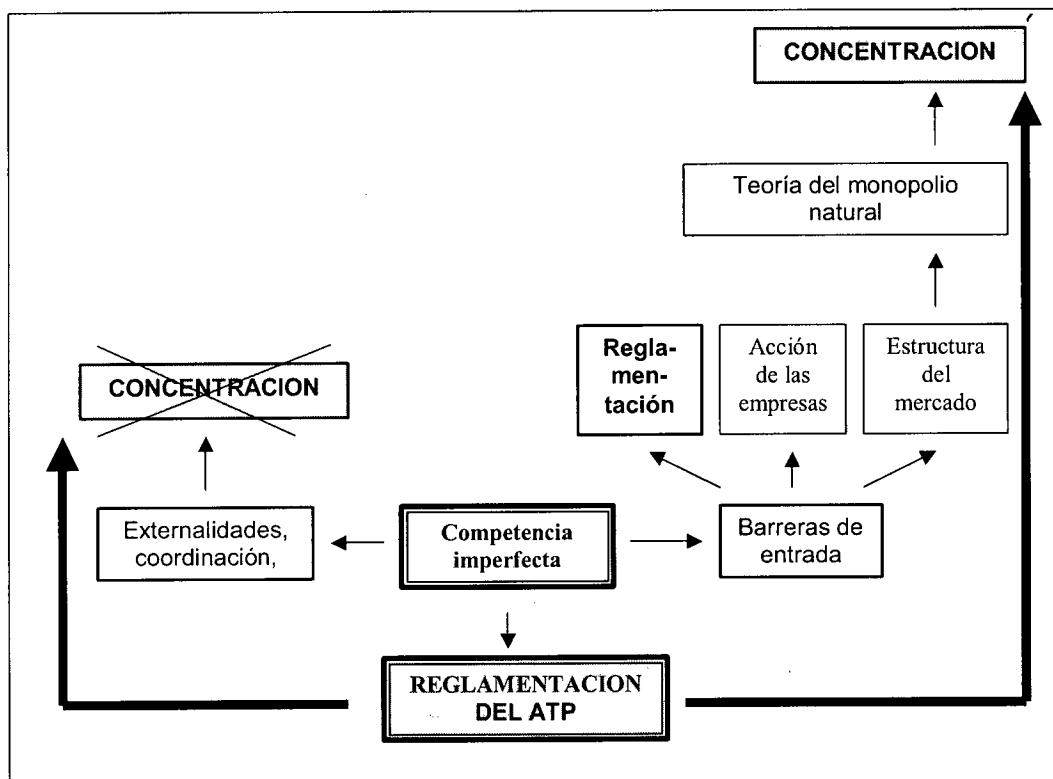 CONCENTRACION
Teoría del monopolio
natural
Regla-
men-
tación
Acción
de las
empresas
Estructura
del
mercado
CONCENTRACION
Externalidades,
coordinación,
Competencia
imperfecta
Barreras de
entrada
REGLAMENTACION
DEL ATP